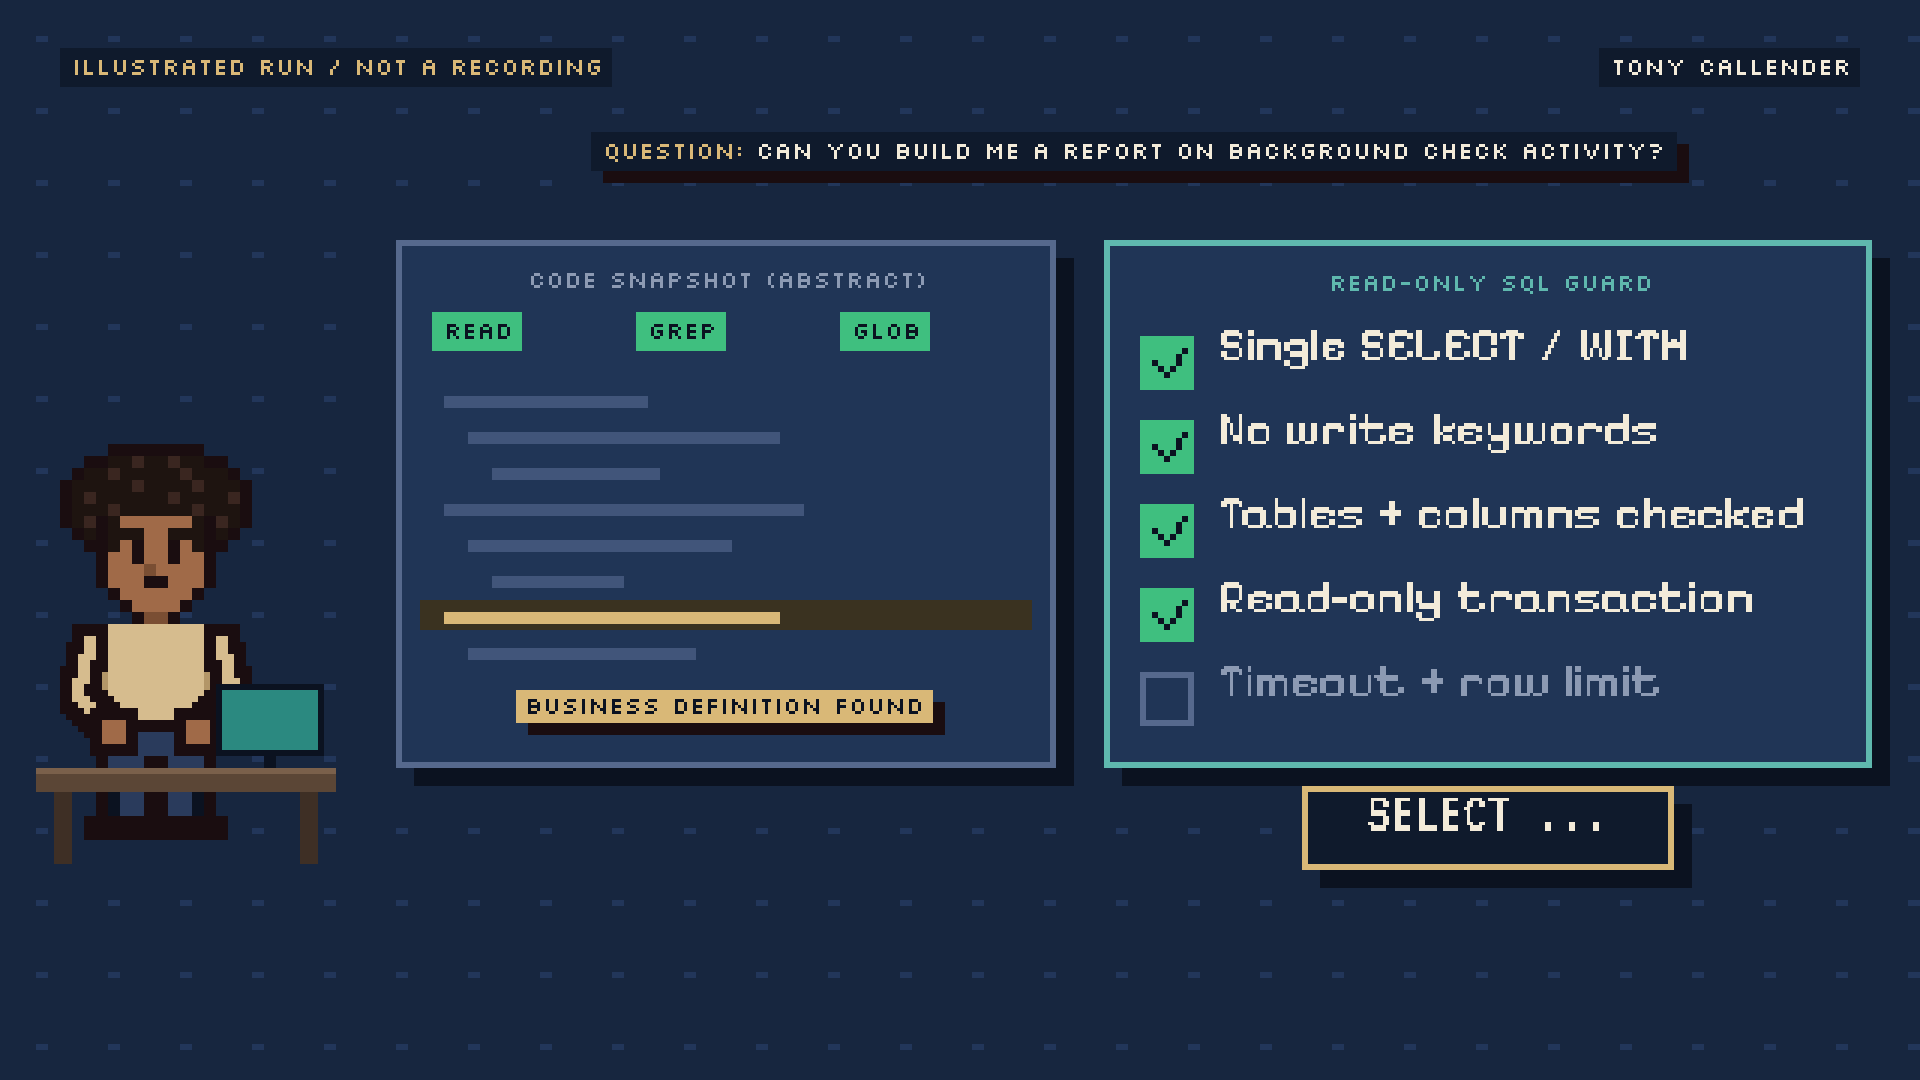 ILLUSTRATED RUN / NOT A RECORDING
TONY CALLENDER
QUESTION: CAN YOU BUILD ME A REPORT ON BACKGROUND CHECK ACTIVITY?
CODE SNAPSHOT (ABSTRACT)
READ GREP GLOB
BUSINESS DEFINITION FOUND
READ-ONLY SQL GUARD
Single SELECT / WITH
No write keywords
Tables + columns checked
Read-only transaction
Timeout + row limit
SELECT ...